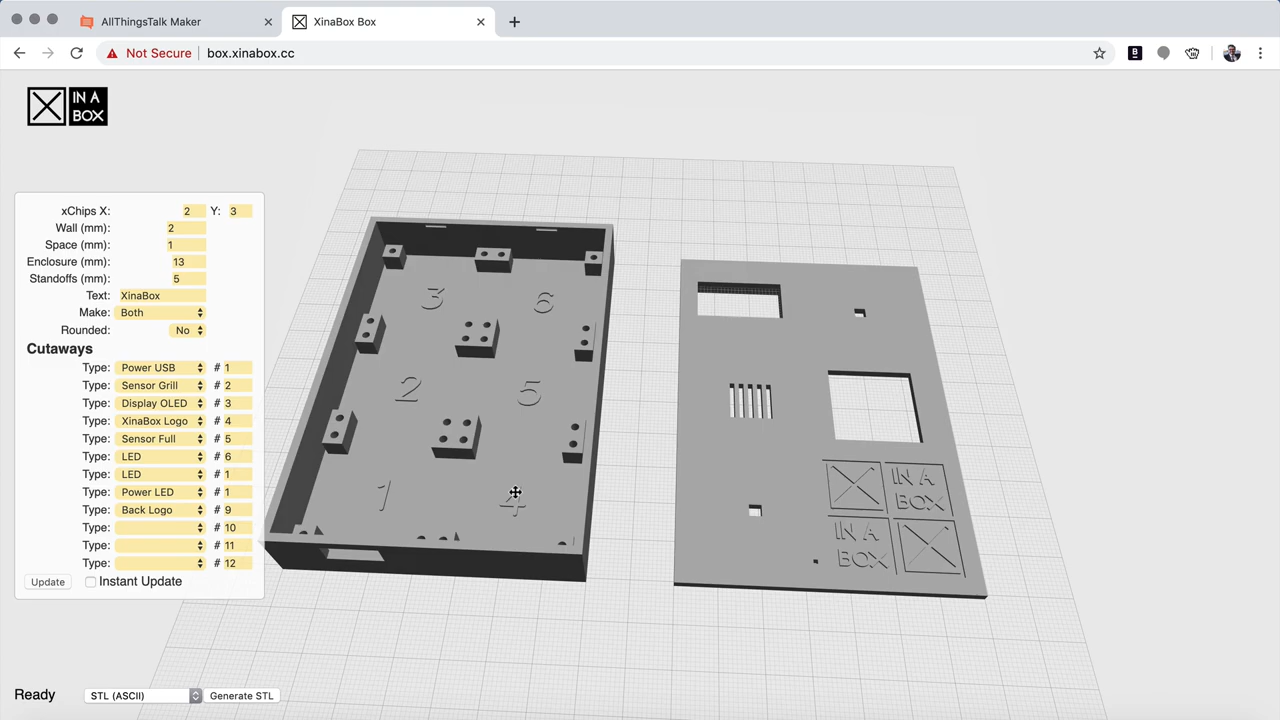 AllThingsTalk Maker
XinaBox Box
Not Secure
box.xinabox.cc
B
IN A
BOX
xChips X: 2 Y: 3
Wall (mm): 2
Space (mm): 1
Enclosure (mm): 13
Standoffs (mm): 5
Text: XinaBox
Make: Both
Rounded: No
Cutaways
Type: Power USB # 1
Type: Sensor Grill # 2
Type: Display OLED # 3
Type: XinaBox Logo # 4
Type: Sensor Full # 5
Type: LED # 6
Type: LED # 1
Type: Power LED # 1
Type: Back Logo # 9
Type: # 10
Type: # 11
Type: # 12
Update Instant Update
Ready STL (ASCII) Generate STL
3 6
2 5
1 4
IN A
BOX
IN A
BOX